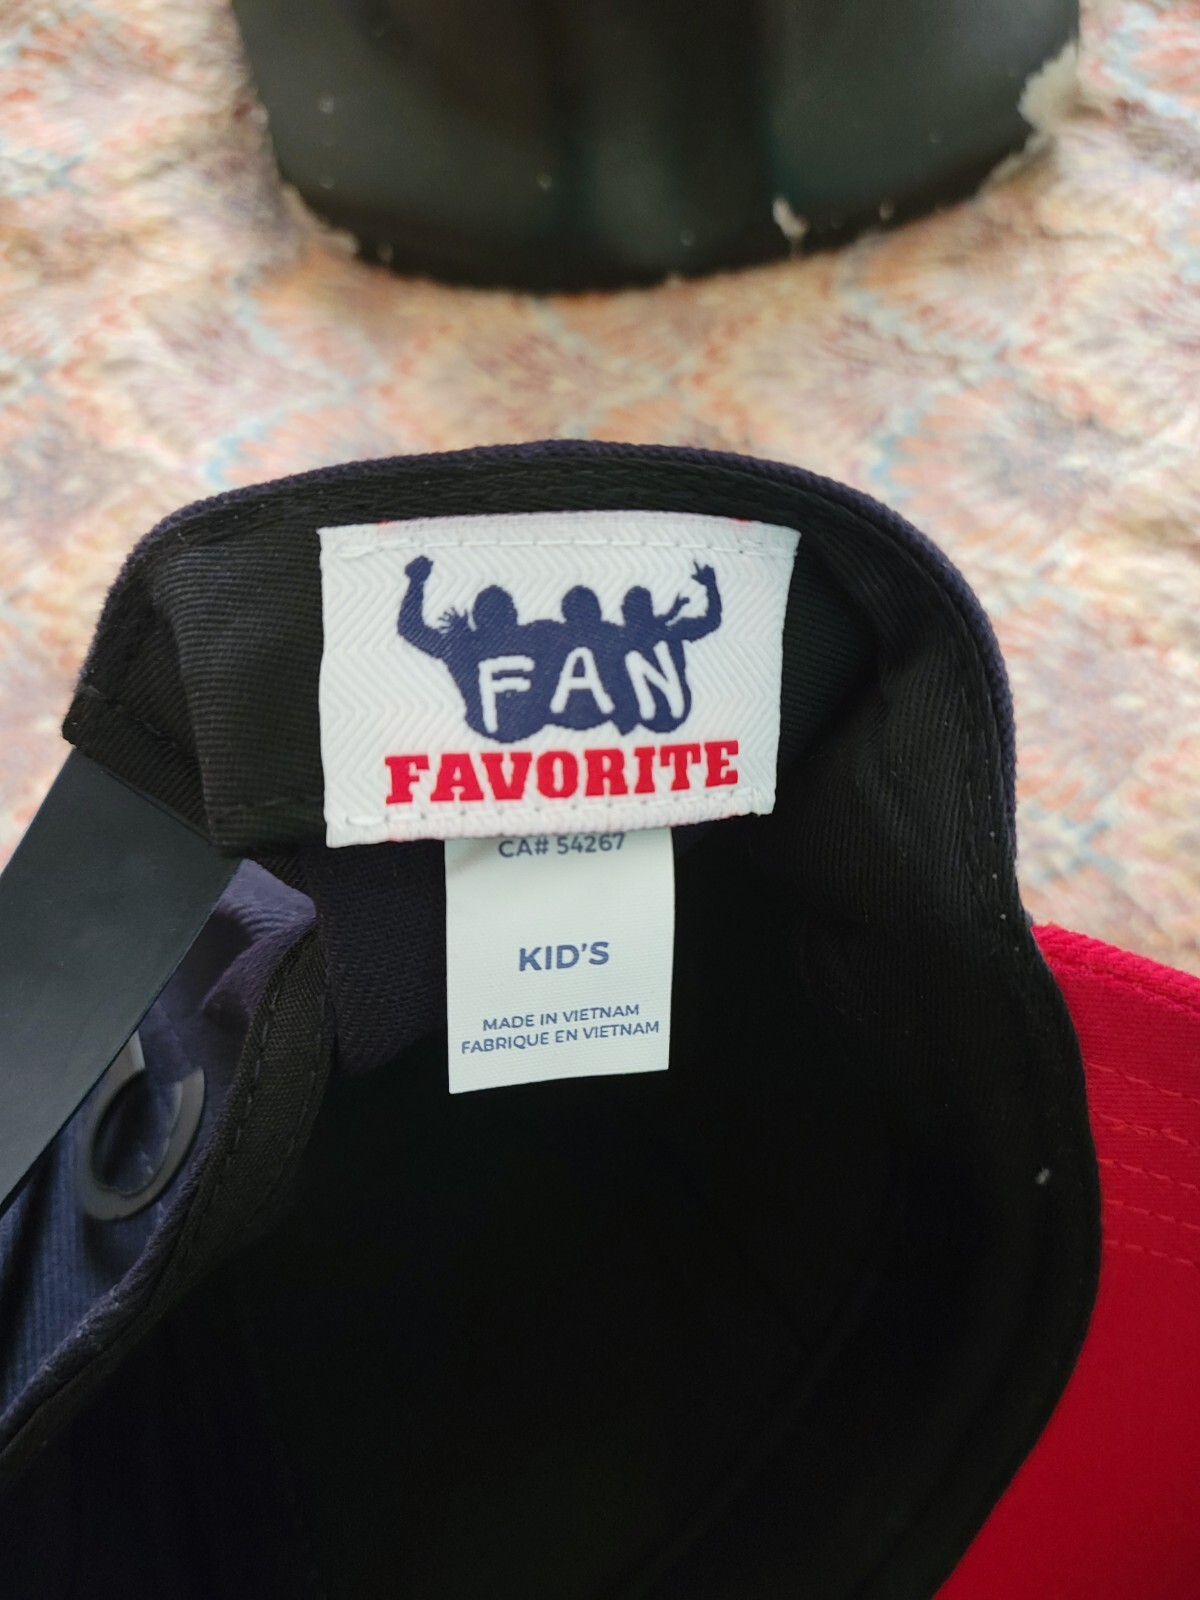 FAN
FAVORITE
CA# 54267
KID'S
MADE IN VIETNAM
FABRIQUE EN VIETNAM